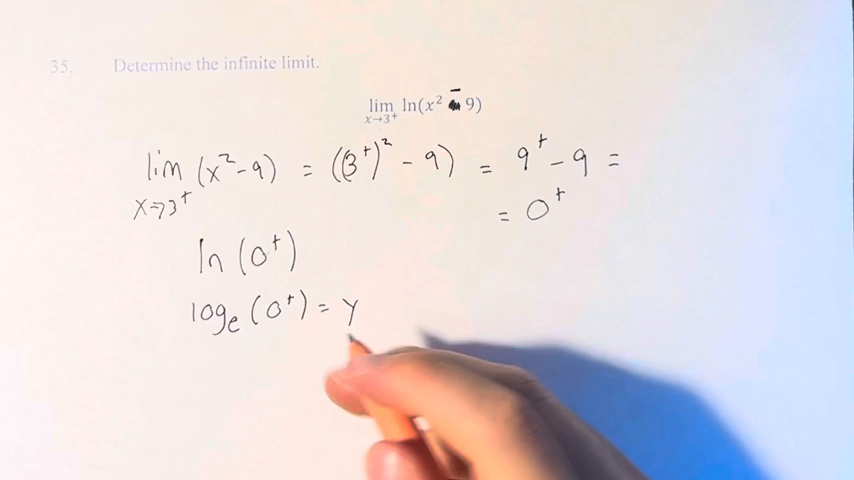 35. Determine the infinite limit.
lim x→3⁺ ln(x² - 9)
lim x→3⁺ (x²-9) = ((3⁺)² - 9) = 9⁺ - 9 =
= 0⁺
ln (0⁺)
logₑ (0⁺) = y